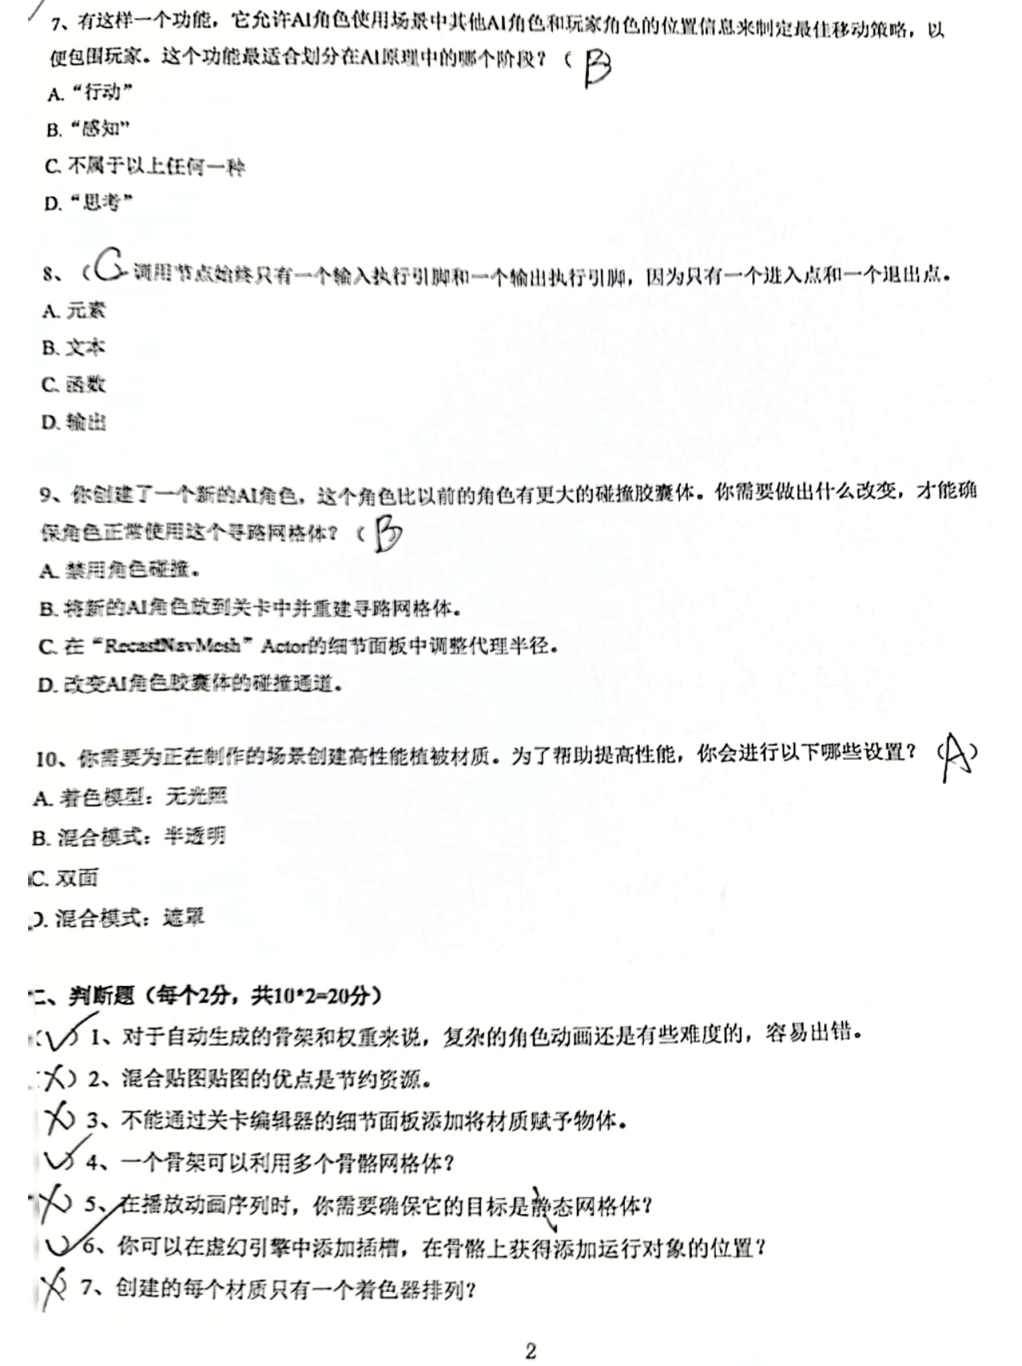 7、有这样一个功能，它允许AI角色使用场景中其他AI角色和玩家角色的位置信息来制定最佳移动策略，以
便包围玩家。这个功能最适合划分在AI原理中的哪个阶段？（B
A. “行动”
B. “感知”
C. 不属于以上任何一种
D. “思考”
8、（C 调用节点始终只有一个输入执行引脚和一个输出执行引脚，因为只有一个进入点和一个退出点。
A. 元素
B. 文本
C. 函数
D. 输出
9、你创建了一个新的AI角色，这个角色比以前的角色有更大的碰撞胶囊体。你需要做出什么改变，才能确
保角色正常使用这个寻路网格体？（B
A. 禁用角色碰撞。
B. 将新的AI角色放到关卡中并重建寻路网格体。
C. 在“RecastNavMesh”Actor的细节面板中调整代理半径。
D. 改变AI角色胶囊体的碰撞通道。
10、你需要为正在制作的场景创建高性能植被材质。为了帮助提高性能，你会进行以下哪些设置？（A）
A. 着色模型：无光照
B. 混合模式：半透明
C. 双面
D. 混合模式：遮罩
二、判断题（每个2分，共10*2=20分）
（✓）1、对于自动生成的骨架和权重来说，复杂的角色动画还是有些难度的，容易出错。
（×）2、混合贴图贴图的优点是节约资源。
（×）3、不能通过关卡编辑器的细节面板添加将材质赋予物体。
（✓）4、一个骨架可以利用多个骨骼网格体？
（×）5、在播放动画序列时，你需要确保它的目标是静态网格体？
（✓）6、你可以在虚幻引擎中添加插槽，在骨骼上获得添加运行对象的位置？
（×）7、创建的每个材质只有一个着色器排列？
2